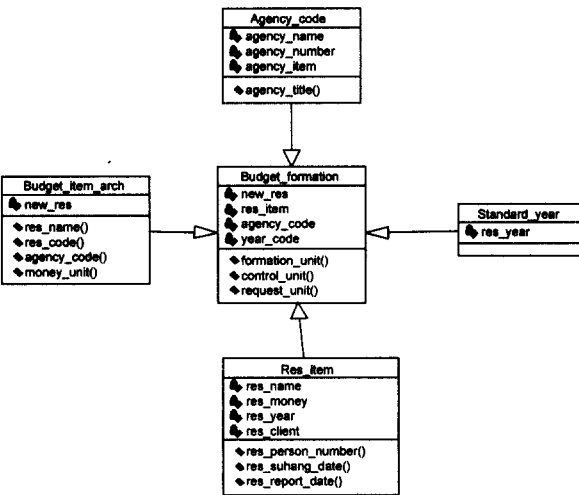 Agency_code
agency_name
agency_number
agency_item
agency_title()
Budget_item_arch
new_res
res_name()
res_code()
agency_code()
money_unit()
Budget_formation
new_res
res_item
agency_code
year_code
formation_unit()
control_unit()
request_unit()
Standard_year
res_year
Res_item
res_name
res_money
res_year
res_client
res_person_number()
res_suhang_date()
res_report_date()